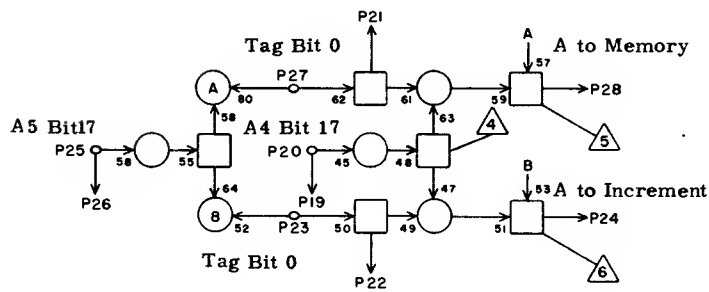 P21
Tag Bit 0
A
A to Memory
P27
57
A
80
62
61
59
P28
58
63
4
5
A5 Bit17
A4 Bit 17
P25
58
55
P20
45
48
B
64
47
53
A to Increment
P26
P19
8
52
P23
50
49
51
P24
Tag Bit 0
P22
6